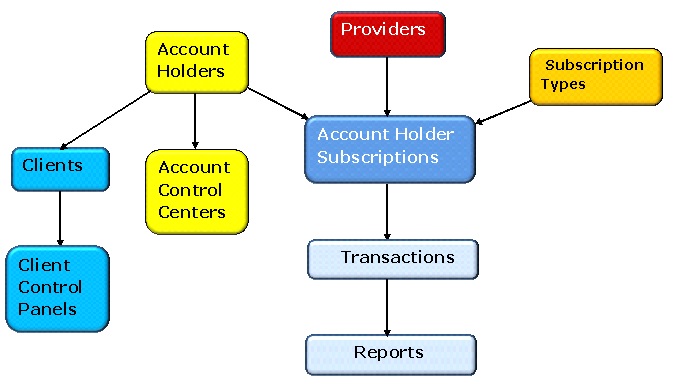 Providers
Account
Holders
Subscription
Types
Account Holder
Subscriptions
Clients
Account
Control
Centers
Client
Control
Panels
Transactions
Reports